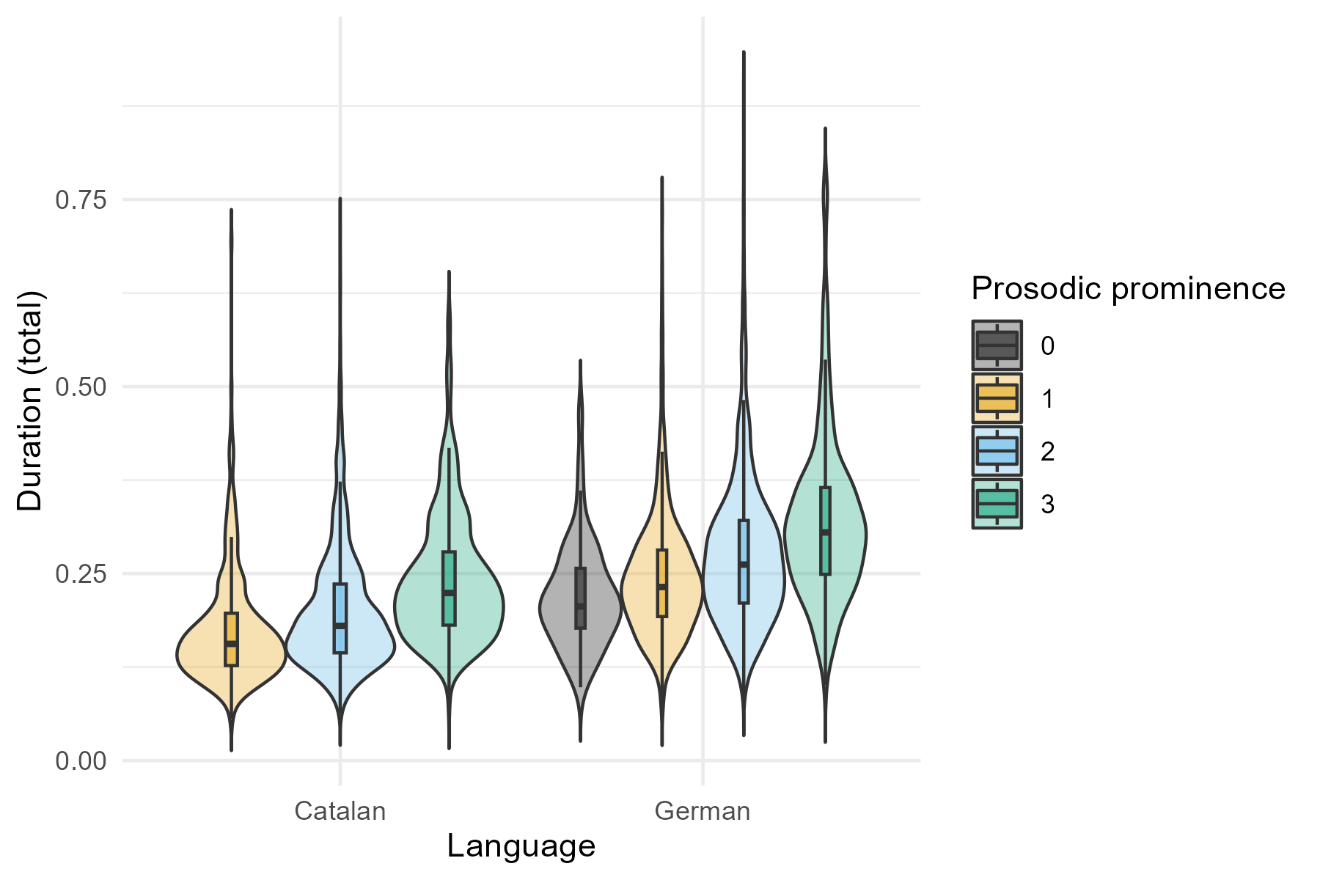 Duration (total)
0.75
0.50
0.25
0.00
Catalan
German
Language
Prosodic prominence
0
1
2
3